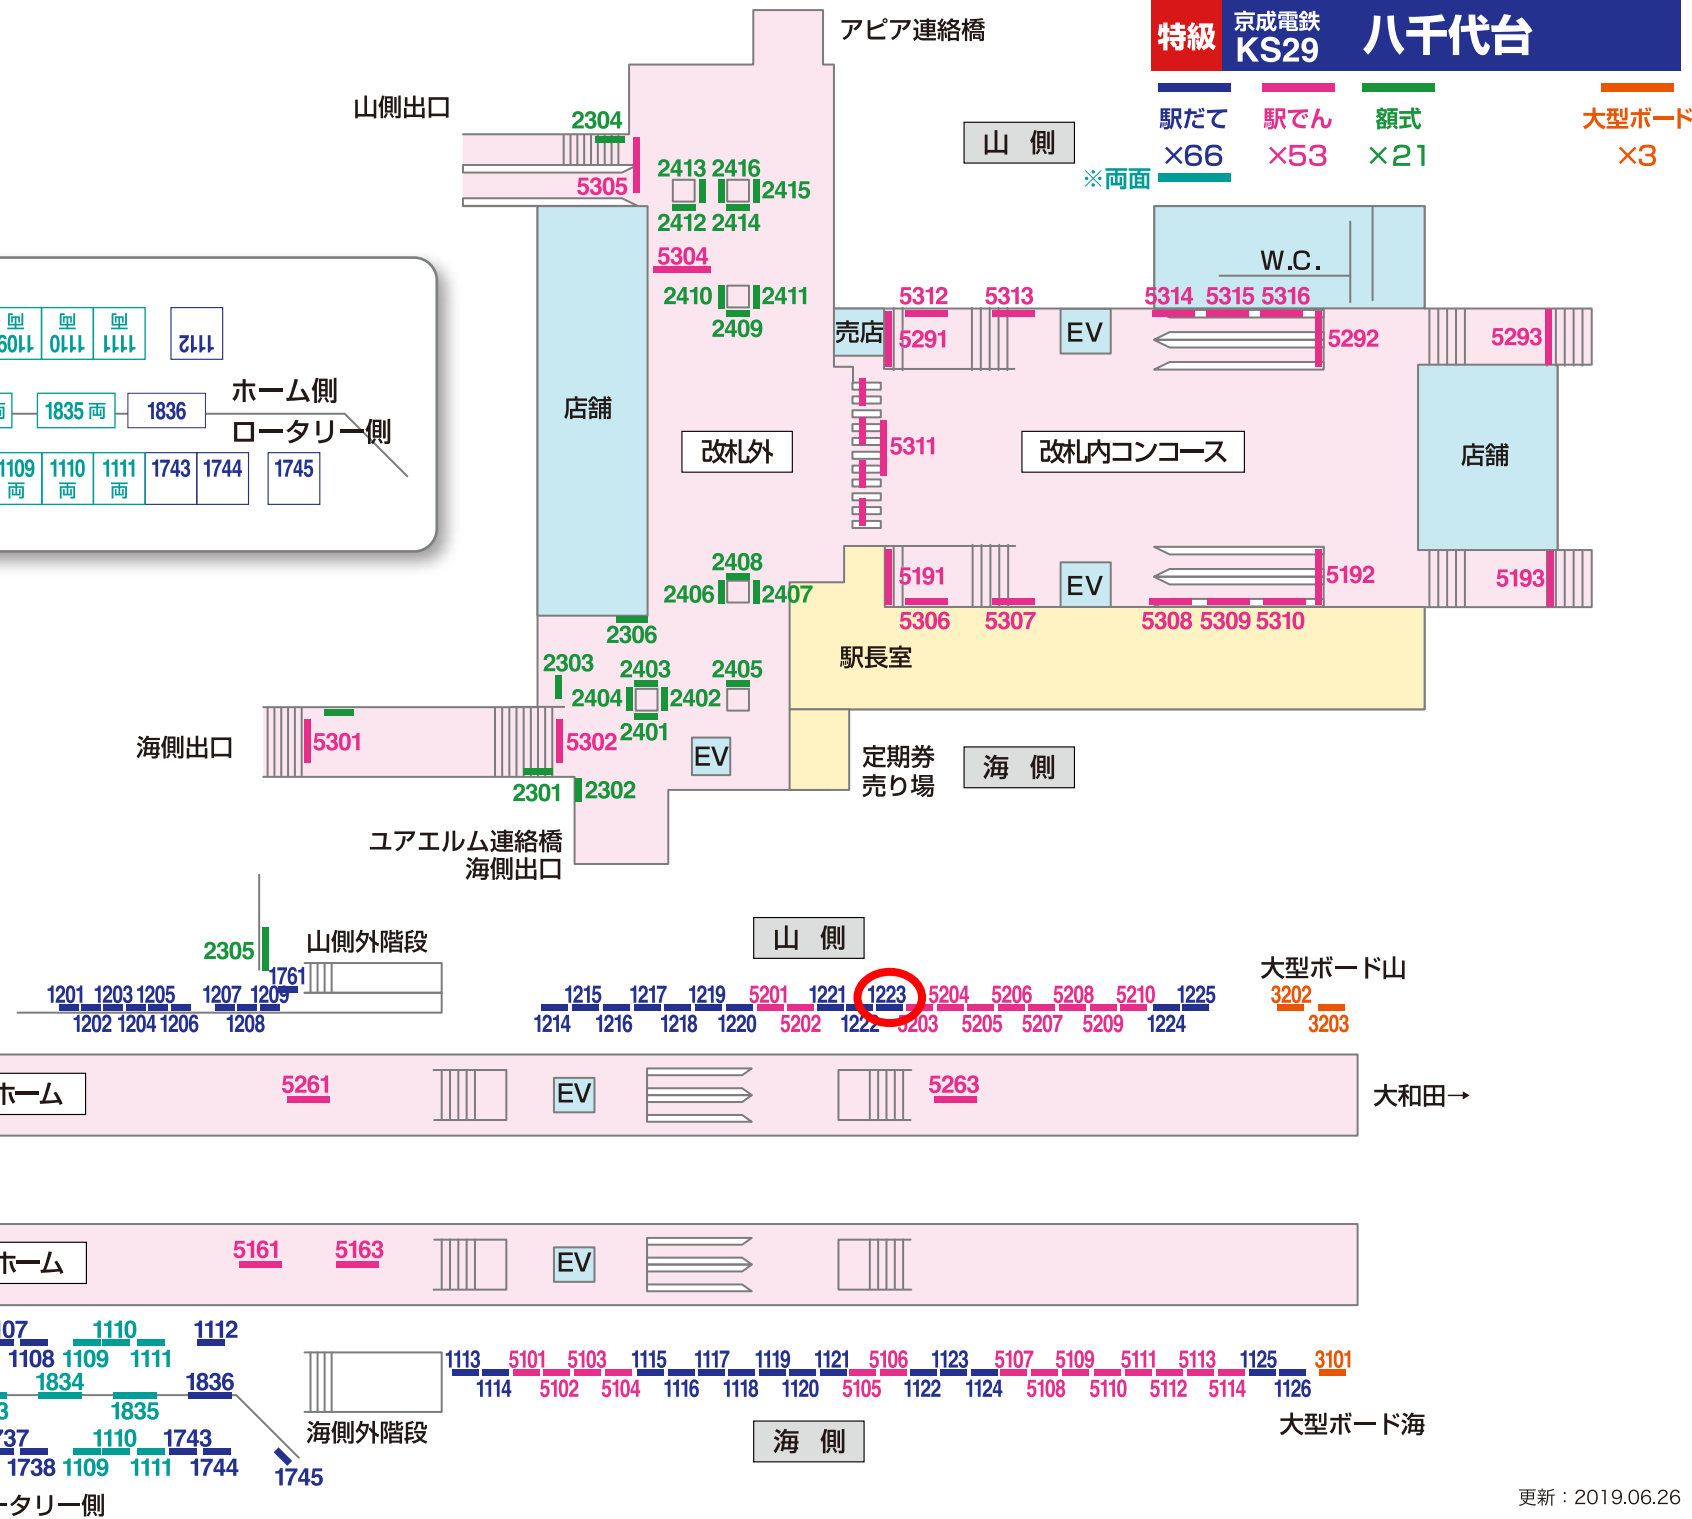 特級 京成電鉄 KS29 八千代台
駅だて ×66
駅でん ×53
額式 ×21
大型ボード ×3
※両面
アピア連絡橋
山側出口
2304
5305
2413 2416
2415
2412 2414
5304
2410 2411
2409
山 側
W.C.
5312 5313 5314 5315 5316
売店 5291 EV 5292 5293
店舗
改札外
5311
改札内コンコース
店舗
2408
2406 2407
5191 EV 5192 5193
5306 5307 5308 5309 5310
2306
駅長室
2303 2403 2405
2404 2402
2401
海側出口
5301 5302
EV
定期券
売り場
海 側
2301 2302
ユアエルム連絡橋
海側出口
1110 1111 1112
ホーム側
1835 両 1836
ロータリー側
1109 両
1110 両
1111 両
1743 1744 1745
2305
山側外階段
1761
山 側
大型ボード山
1201 1203 1205 1207 1209
1202 1204 1206 1208
1215 1217 1219 5201 1221 1223 5204 5206 5208 5210 1225 3202
1214 1216 1218 1220 5202 1222 5203 5205 5207 5209 1224 3203
ホーム 5261 EV 5263
大和田→
ホーム 5161 5163 EV
1110 1112
1108 1109 1111
1834 1836
1835
1110 1743
1738 1109 1111 1744
1745
海側外階段
1113 5101 5103 1115 1117 1119 1121 5106 1123 5107 5109 5111 5113 1125 3101
1114 5102 5104 1116 1118 1120 5105 1122 1124 5108 5110 5112 5114 1126
海 側
大型ボード海
ータリー側
更新：2019.06.26